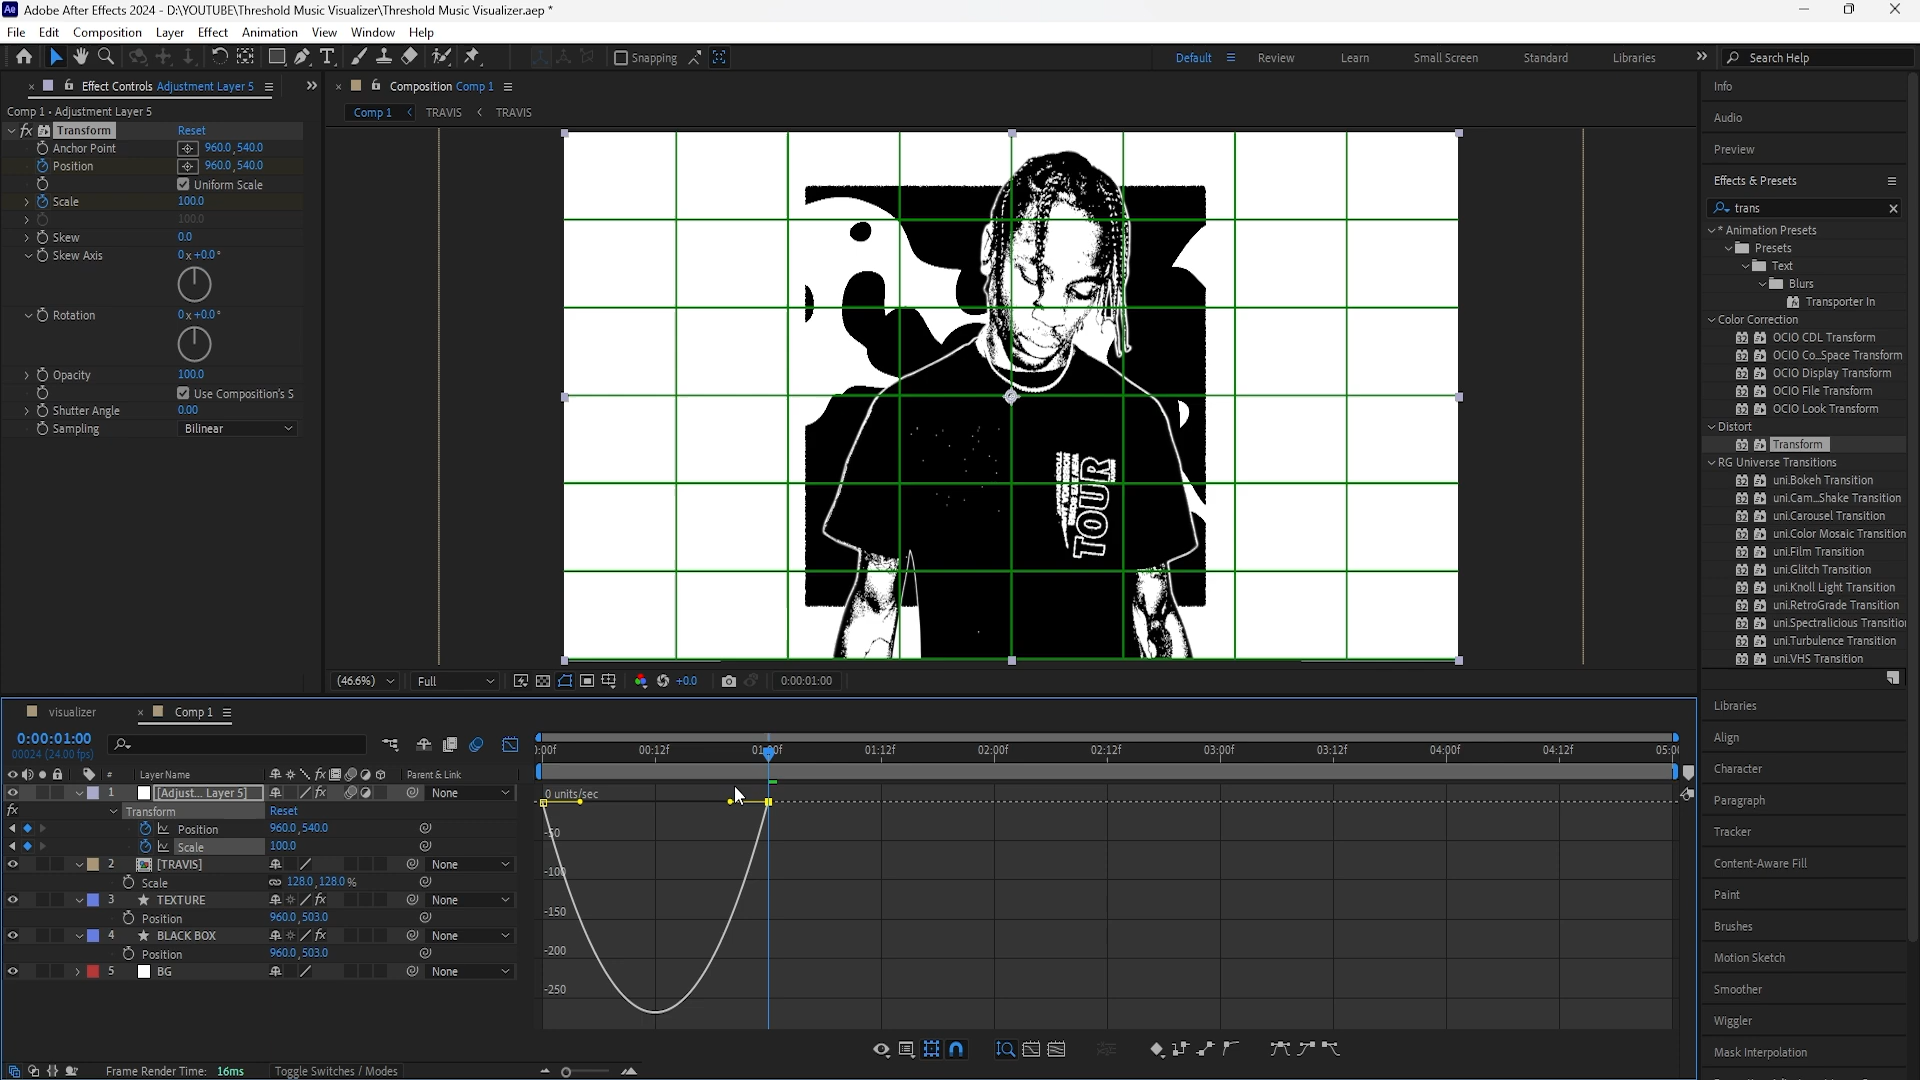 Adobe After Effects 2024 - D:\YOUTUBE\Threshold Music Visualizer\Threshold Music Visualizer.aep *
File Edit Composition Layer Effect Animation View Window Help
Snapping
Default Review Learn Small Screen Standard Libraries
Search Help
Effect Controls Adjustment Layer 5
Comp 1 • Adjustment Layer 5
fx Transform Reset
Anchor Point 960.0, 540.0
Position 960.0, 540.0
Uniform Scale
Scale 100.0
100.0
Skew 0.0
Skew Axis 0x+0.0°
Rotation 0x+0.0°
Opacity 100.0
Use Composition's S
Shutter Angle 0.00
Sampling Bilinear
Composition Comp 1
Comp 1 TRAVIS TRAVIS
TOUR
(46.6%) Full +0.0 0:00:01:00
Info
Audio
Preview
Effects & Presets
trans
* Animation Presets
Presets
Text
Blurs
Transporter In
Color Correction
OCIO CDL Transform
OCIO Co...Space Transform
OCIO Display Transform
OCIO File Transform
OCIO Look Transform
Distort
Transform
RG Universe Transitions
uni.Bokeh Transition
uni.Cam...Shake Transition
uni.Carousel Transition
uni.Color Mosaic Transition
uni.Film Transition
uni.Glitch Transition
uni.Knoll Light Transition
uni.RetroGrade Transition
uni.Spectralicious Transitio
uni.Turbulence Transition
uni.VHS Transition
Libraries
Align
Character
Paragraph
Tracker
Content-Aware Fill
Paint
Brushes
Motion Sketch
Smoother
Wiggler
Mask Interpolation
visualizer Comp 1
0:00:01:00
00024 (24.00 fps)
# Layer Name Parent & Link
1 [Adjust... Layer 5] None
Transform Reset
Position 960.0, 540.0
Scale 100.0
2 [TRAVIS] None
Scale 128.0, 128.0%
3 TEXTURE None
Position 960.0, 503.0
4 BLACK BOX None
Position 960.0, 503.0
5 BG None
Frame Render Time: 16ms Toggle Switches / Modes
:00f 00:12f 01:12f 02:00f 02:12f 03:00f 03:12f 04:00f 04:12f 05:0
0 units/sec
-50
-100
-150
-200
-250